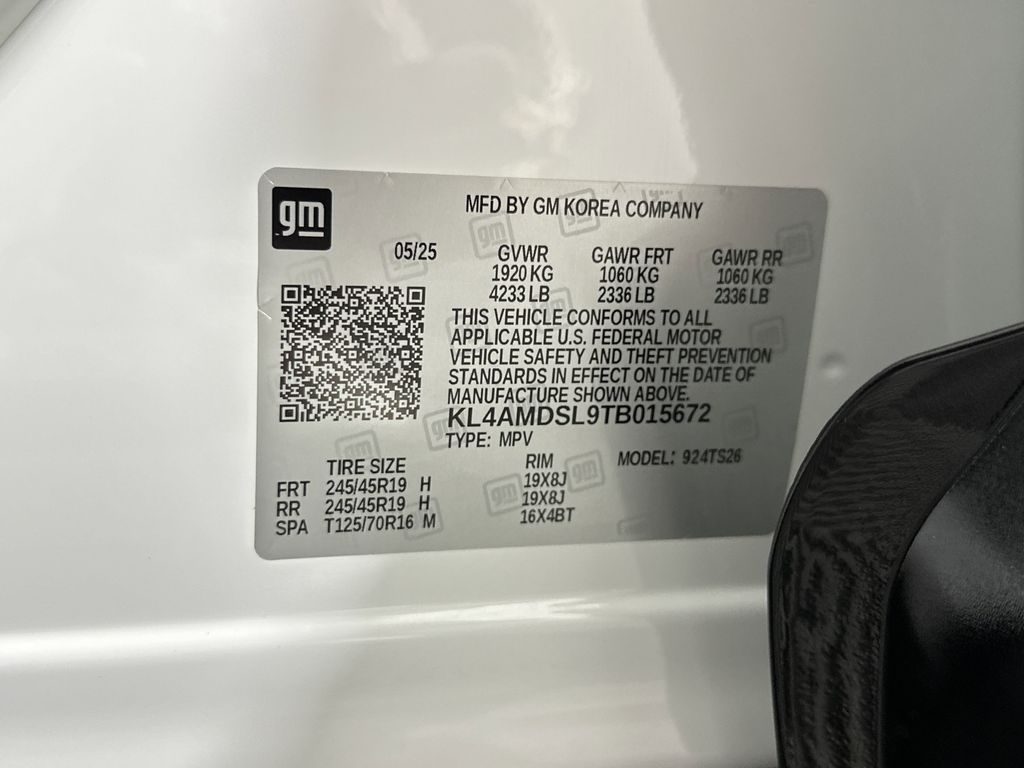 gm
MFD BY GM KOREA COMPANY
05/25 GVWR GAWR FRT GAWR RR
1920 KG 1060 KG 1060 KG
4233 LB 2336 LB 2336 LB
THIS VEHICLE CONFORMS TO ALL
APPLICABLE U.S. FEDERAL MOTOR
VEHICLE SAFETY AND THEFT PREVENTION
STANDARDS IN EFFECT ON THE DATE OF
MANUFACTURE SHOWN ABOVE.
KL4AMDSL9TB015672
TYPE: MPV
TIRE SIZE RIM MODEL: 924TS26
FRT 245/45R19 H 19X8J
RR 245/45R19 H 19X8J
SPA T125/70R16 M 16X4BT